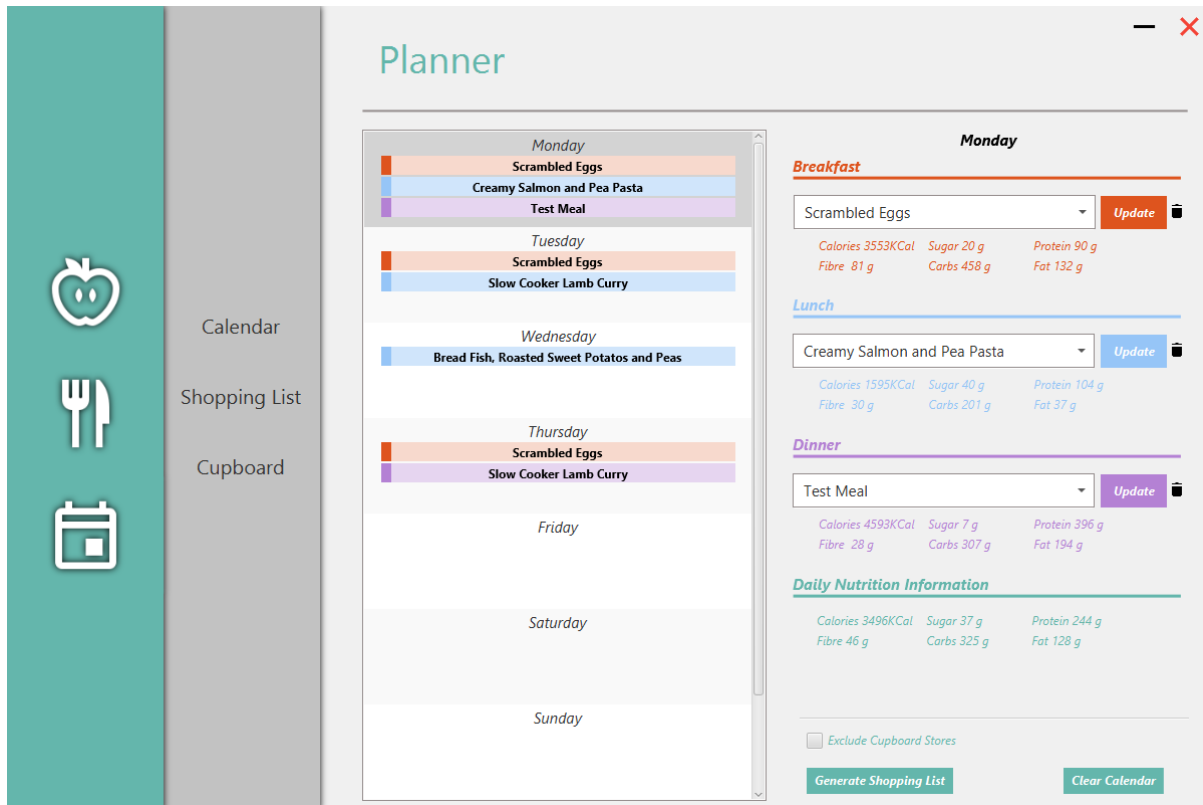 Planner
Calendar
Shopping List
Cupboard
Monday
Scrambled Eggs
Creamy Salmon and Pea Pasta
Test Meal
Tuesday
Scrambled Eggs
Slow Cooker Lamb Curry
Wednesday
Bread Fish, Roasted Sweet Potatos and Peas
Thursday
Scrambled Eggs
Slow Cooker Lamb Curry
Friday
Saturday
Sunday
Monday
Breakfast
Scrambled Eggs Update
Calories 3553KCal Sugar 20 g Protein 90 g
Fibre 81 g Carbs 458 g Fat 132 g
Lunch
Creamy Salmon and Pea Pasta Update
Calories 1595KCal Sugar 40 g Protein 104 g
Fibre 30 g Carbs 201 g Fat 37 g
Dinner
Test Meal Update
Calories 4593KCal Sugar 7 g Protein 396 g
Fibre 28 g Carbs 307 g Fat 194 g
Daily Nutrition Information
Calories 3496KCal Sugar 37 g Protein 244 g
Fibre 46 g Carbs 325 g Fat 128 g
Exclude Cupboard Stores
Generate Shopping List Clear Calendar